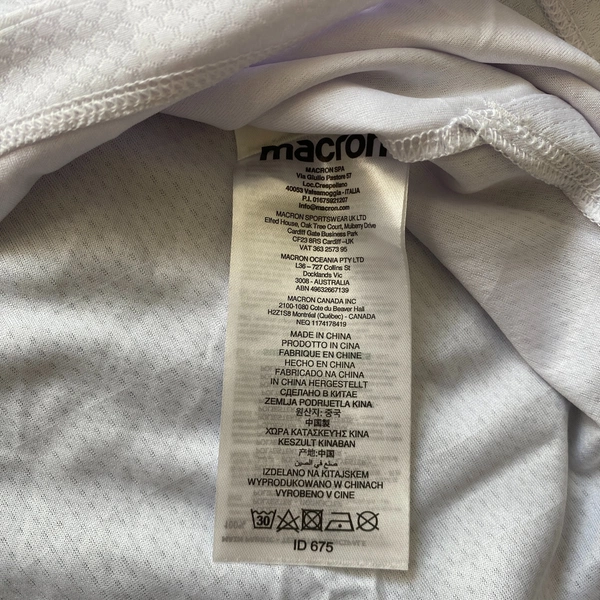 macron
MACRON SPA
Via Giulio Pastore 57
Loc.Crespellano
40053 Valsamoggia - ITALIA
P.I. 01675921207
info@macron.com
MACRON SPORTSWEAR UK LTD
Elfed House, Oak Tree Court, Mulberry Drive
Cardiff Gate Business Park
CF23 8RS Cardiff -UK
VAT 363 2573 95
MACRON OCEANIA PTY LTD
L36 – 727 Collins St
Docklands Vic
3008 - AUSTRALIA
ABN 49632667139
MACRON CANADA INC
2100-1080 Cote du Beaver Hall
H2Z1S8 Montréal (Québec) - CANADA
NEQ 1174178419
MADE IN CHINA
PRODOTTO IN CINA
FABRIQUE EN CHINE
HECHO EN CHINA
FABRICADO NA CHINA
IN CHINA HERGESTELLT
СДЕЛАНО В КИТАЕ
ZEMLJA PODRIJETLA KINA
원산지: 중국
中国製
ΧΩΡΑ ΚΑΤΑΣΚΕΥΗΣ ΚΙΝΑ
KESZULT KINABAN
产地:中国
صنع في الصين
IZDELANO NA KITAJSKEM
WYPRODUKOWANO W CHINACH
VYROBENO V CINE
30
ID 675